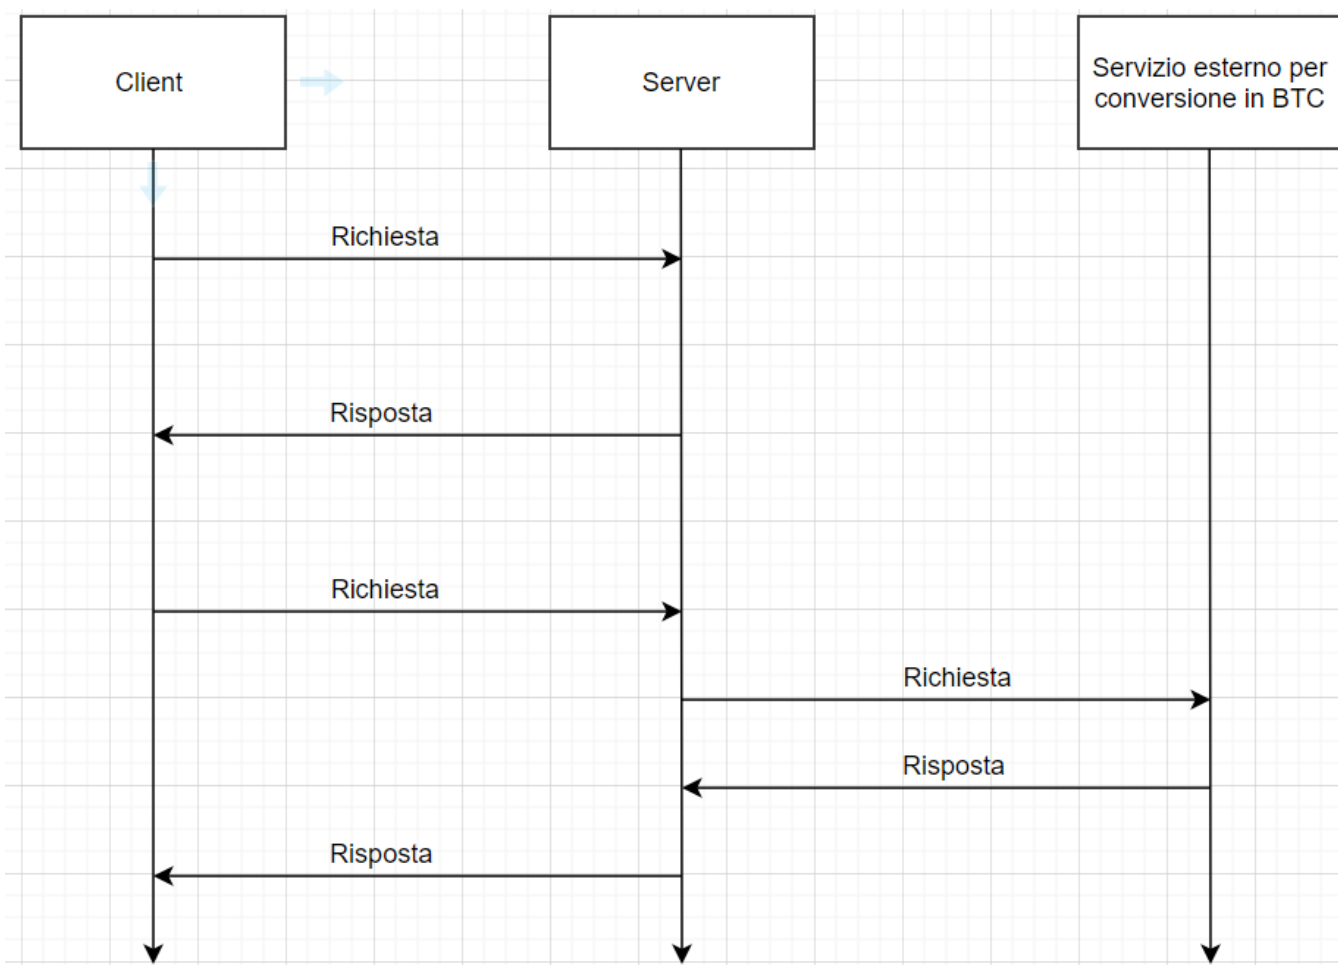 Client
Server
Servizio esterno per
conversione in BTC
Richiesta
Risposta
Richiesta
Richiesta
Risposta
Risposta